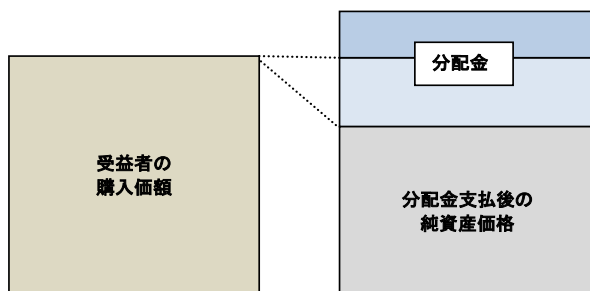 分配金
受益者の
購入価額
分配金支払後の
純資産価格